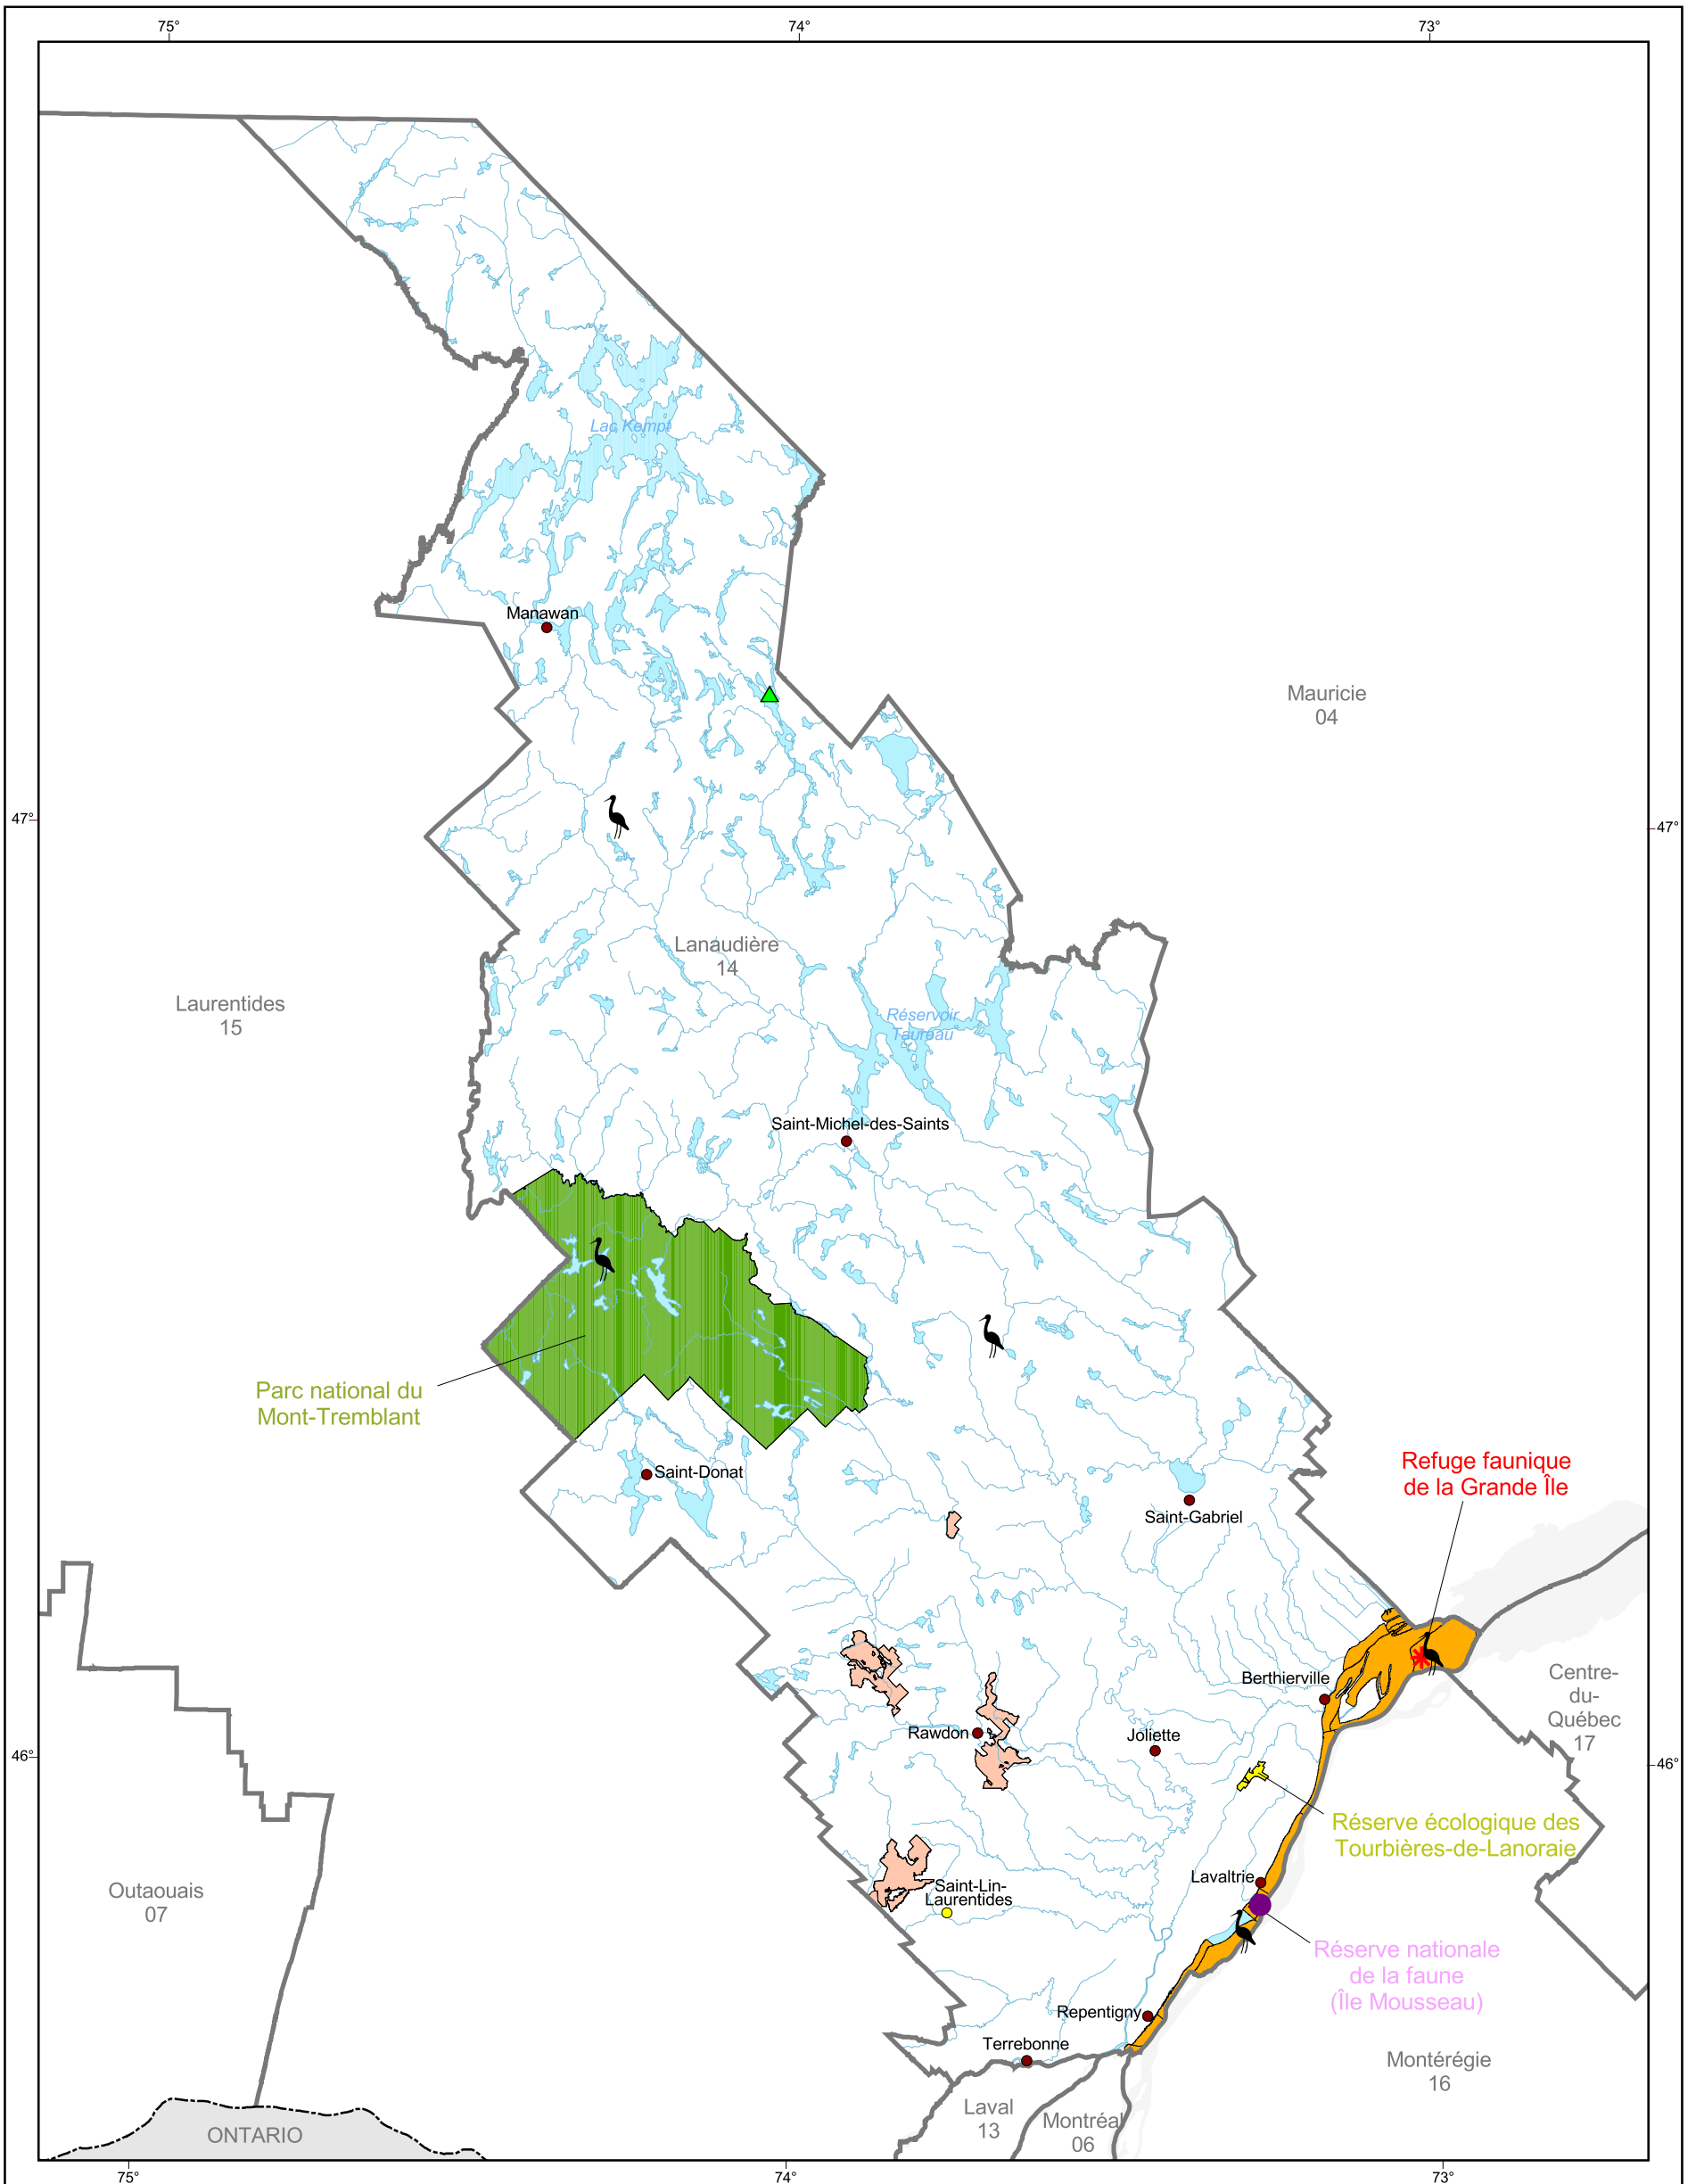 75°
74°
73°
Lac Kempt
Manawan
Mauricie
04
47°
47°
Lanaudière
14
Laurentides
15
Réservoir
Taureau
Saint-Michel-des-Saints
Parc national du
Mont-Tremblant
Saint-Donat
Refuge faunique
de la Grande Île
Saint-Gabriel
Berthierville
Centre-
du-
Québec
17
Rawdon
Joliette
46°
46°
Réserve écologique des
Tourbières-de-Lanoraie
Lavaltrie
Saint-Lin-
Laurentides
Outaouais
07
Réserve nationale
de la faune
(Île Mousseau)
Repentigny
Terrebonne
Montérégie
16
Laval
13
Montréal
06
ONTARIO
75°
74°
73°